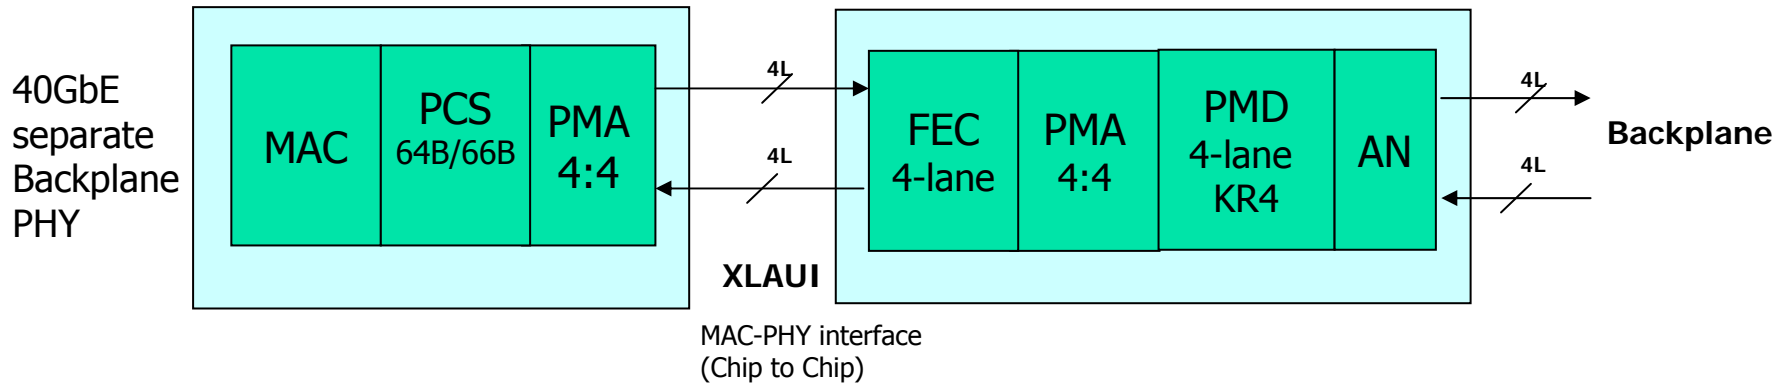 40GbE
separate
Backplane
PHY
MAC
PCS
64B/66B
PMA
4:4
4L
4L
XLAUI
MAC-PHY interface
(Chip to Chip)
FEC
4-lane
PMA
4:4
PMD
4-lane
KR4
AN
4L
4L
Backplane